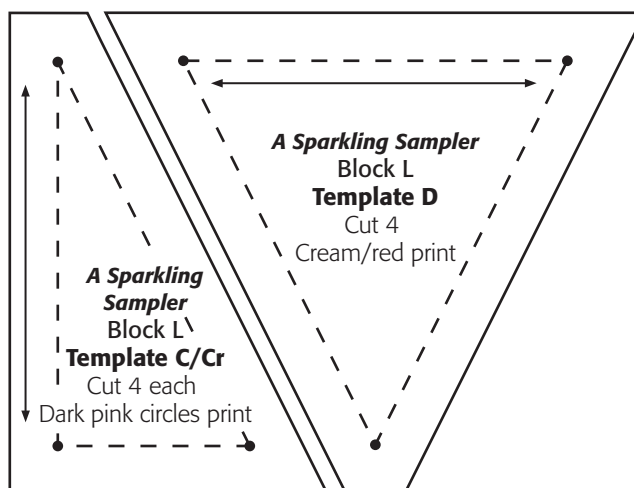 A Sparkling Sampler
Block L
Template D
Cut 4
Cream/red print
A Sparkling
Sampler
Block L
Template C/Cr
Cut 4 each
Dark pink circles print